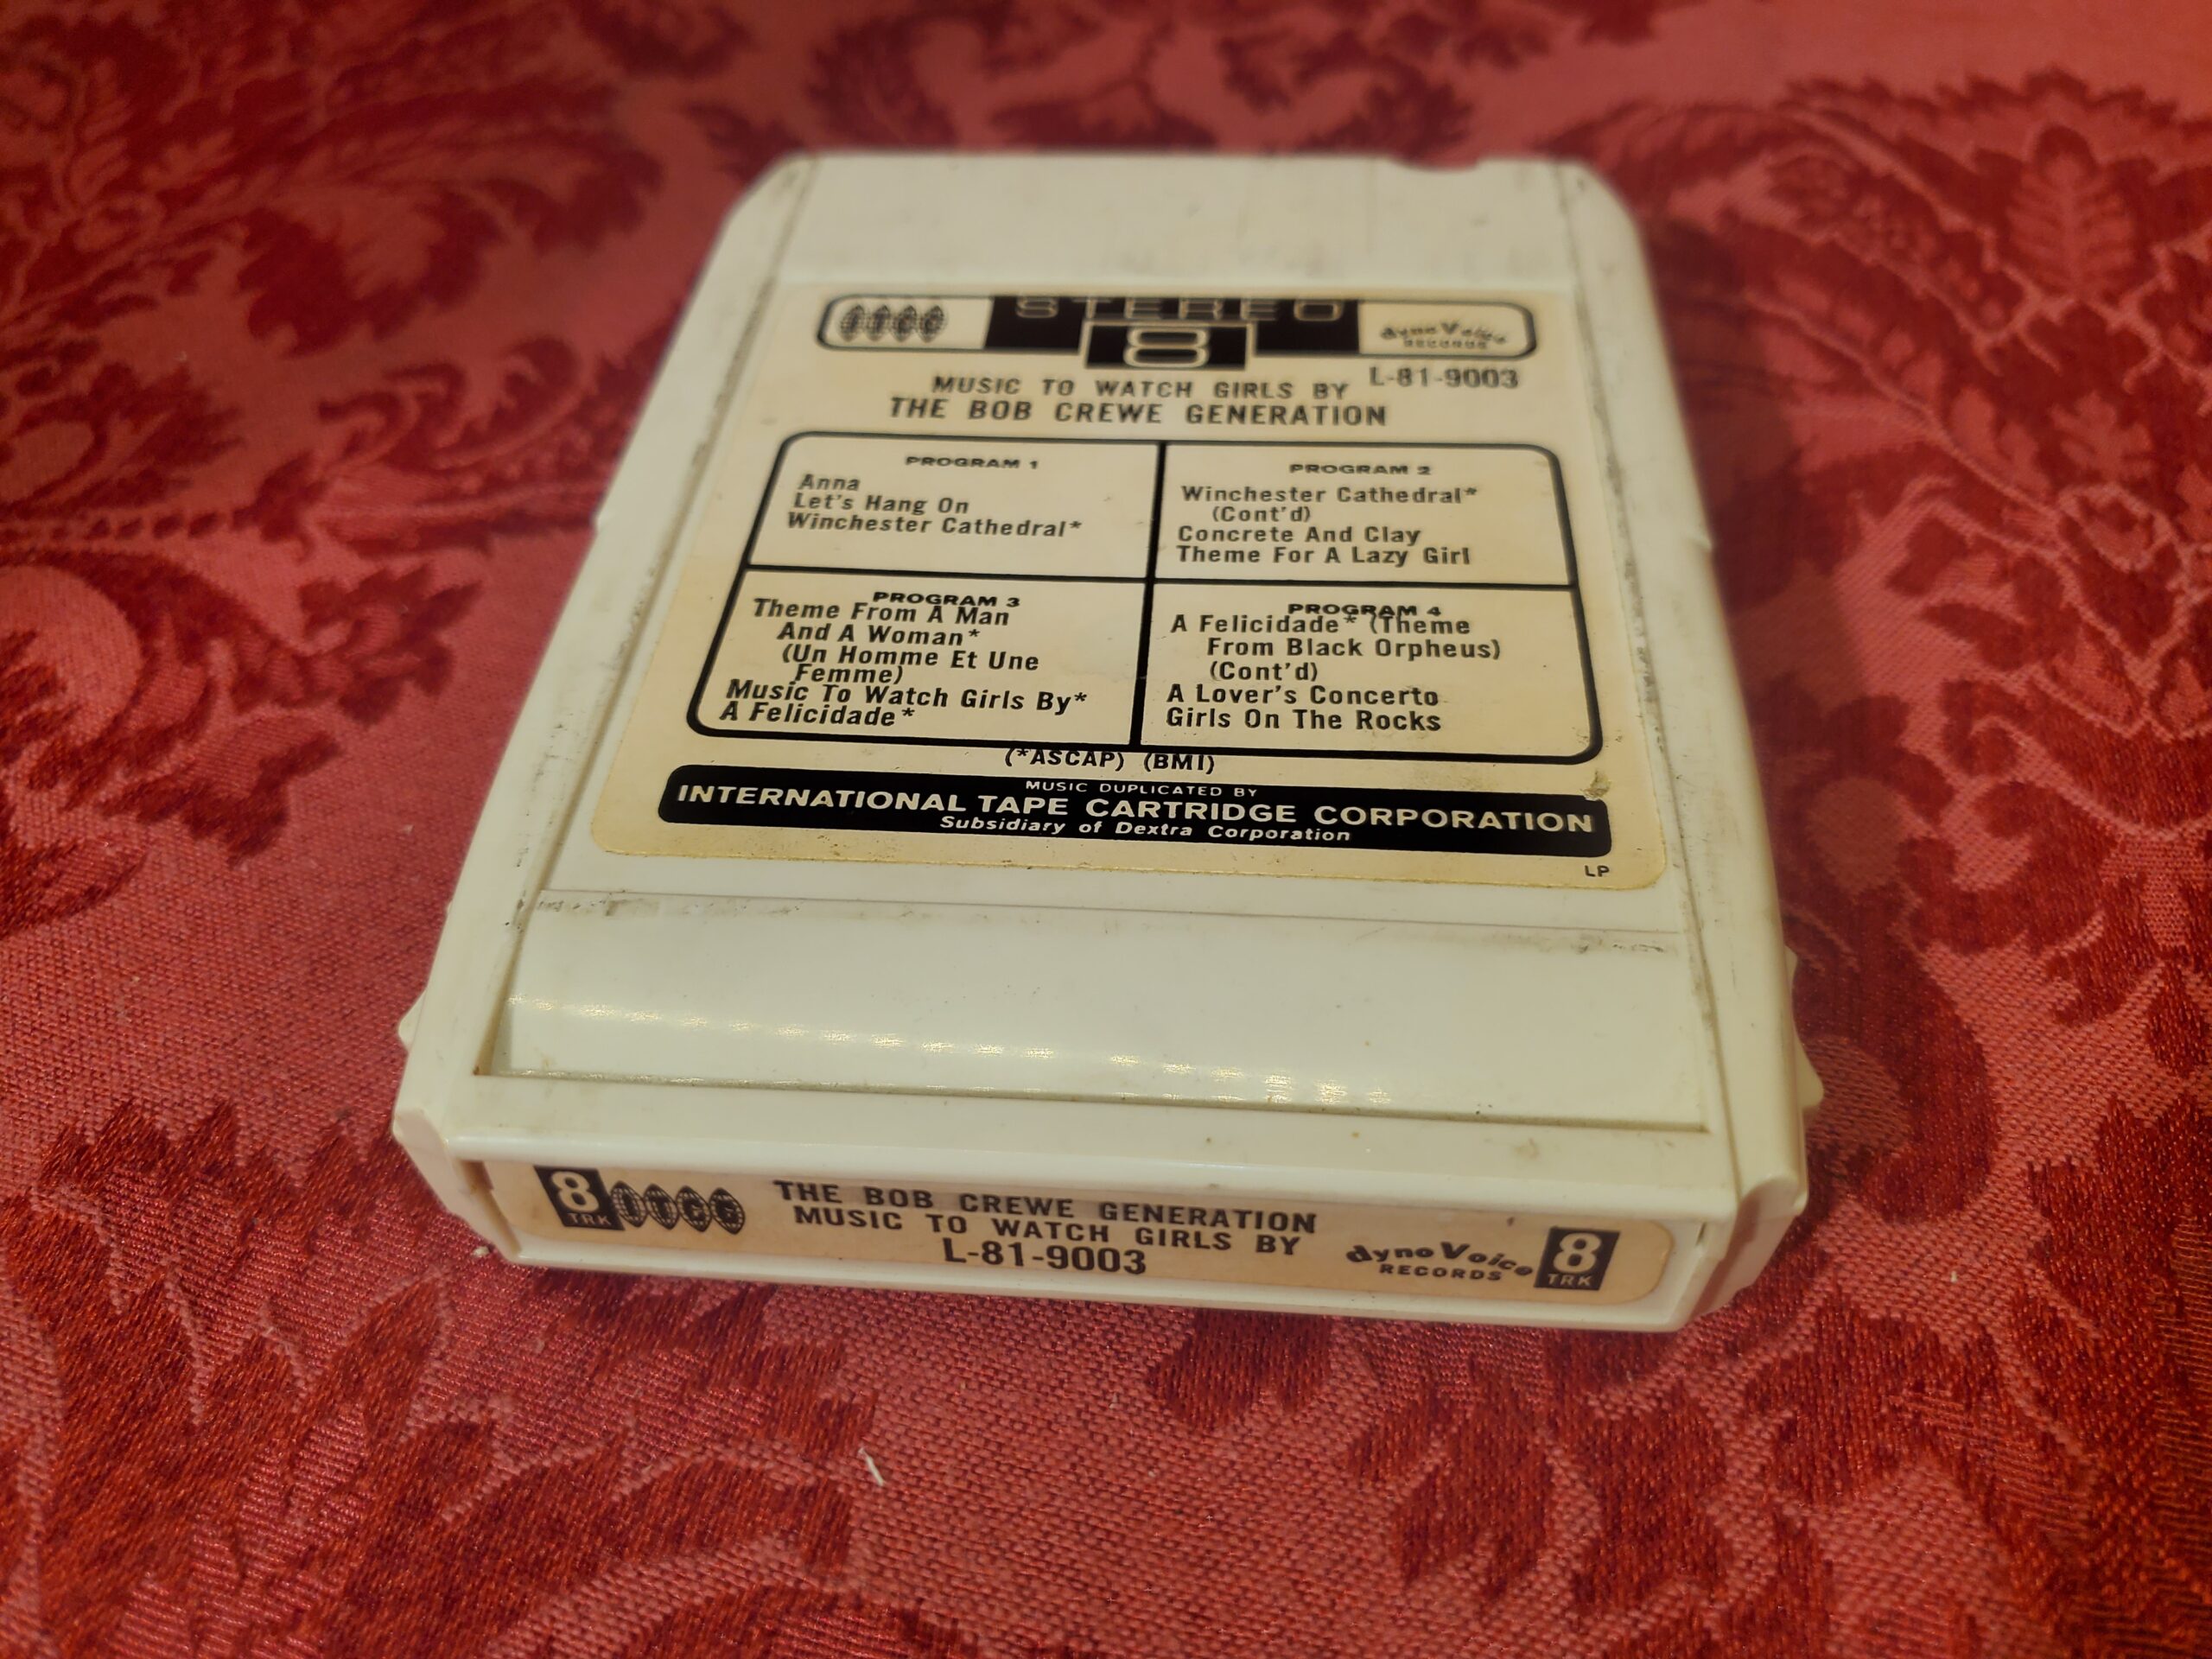 ITCC
STEREO
8
dynoVoice
RECORDS
L-81-9003
MUSIC TO WATCH GIRLS BY
THE BOB CREWE GENERATION
PROGRAM 1
Anna
Let's Hang On
Winchester Cathedral*
PROGRAM 2
Winchester Cathedral*
(Cont'd)
Concrete And Clay
Theme For A Lazy Girl
PROGRAM 3
Theme From A Man
And A Woman*
(Un Homme Et Une
Femme)
Music To Watch Girls By*
A Felicidade*
PROGRAM 4
A Felicidade* (Theme
From Black Orpheus)
(Cont'd)
A Lover's Concerto
Girls On The Rocks
(*ASCAP) (BMI)
MUSIC DUPLICATED BY
INTERNATIONAL TAPE CARTRIDGE CORPORATION
Subsidiary of Dextra Corporation
LP
8
TRK
ITCC
THE BOB CREWE GENERATION
MUSIC TO WATCH GIRLS BY
L-81-9003
dynoVoice
RECORDS
8
TRK